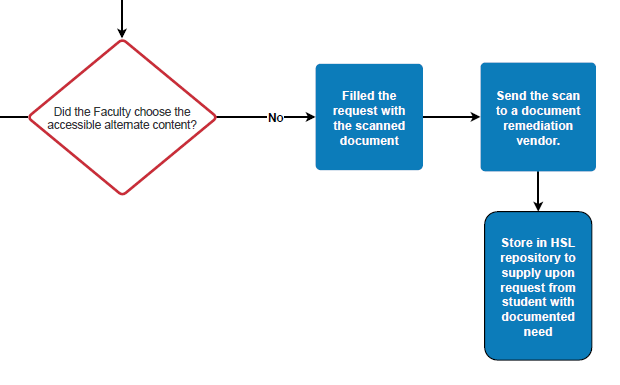 Did the Faculty choose the
accessible alternate content?
No
Filled the
request with
the scanned
document
Send the scan
to a document
remediation
vendor.
Store in HSL
repository to
supply upon
request from
student with
documented
need